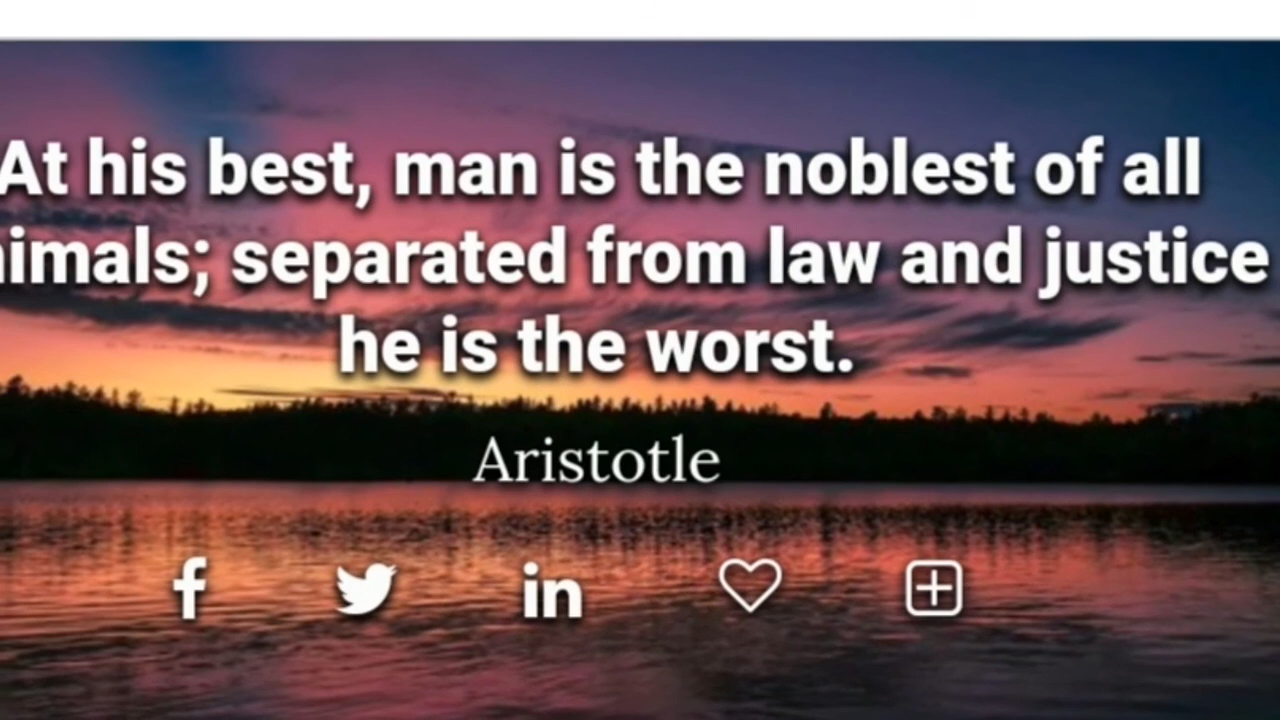 At his best, man is the noblest of all
nimals; separated from law and justice
he is the worst.
Aristotle